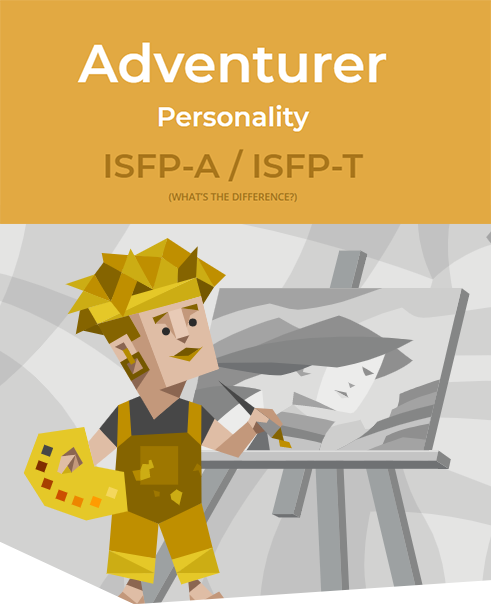 Adventurer
Personality
ISFP-A / ISFP-T
(WHAT'S THE DIFFERENCE?)